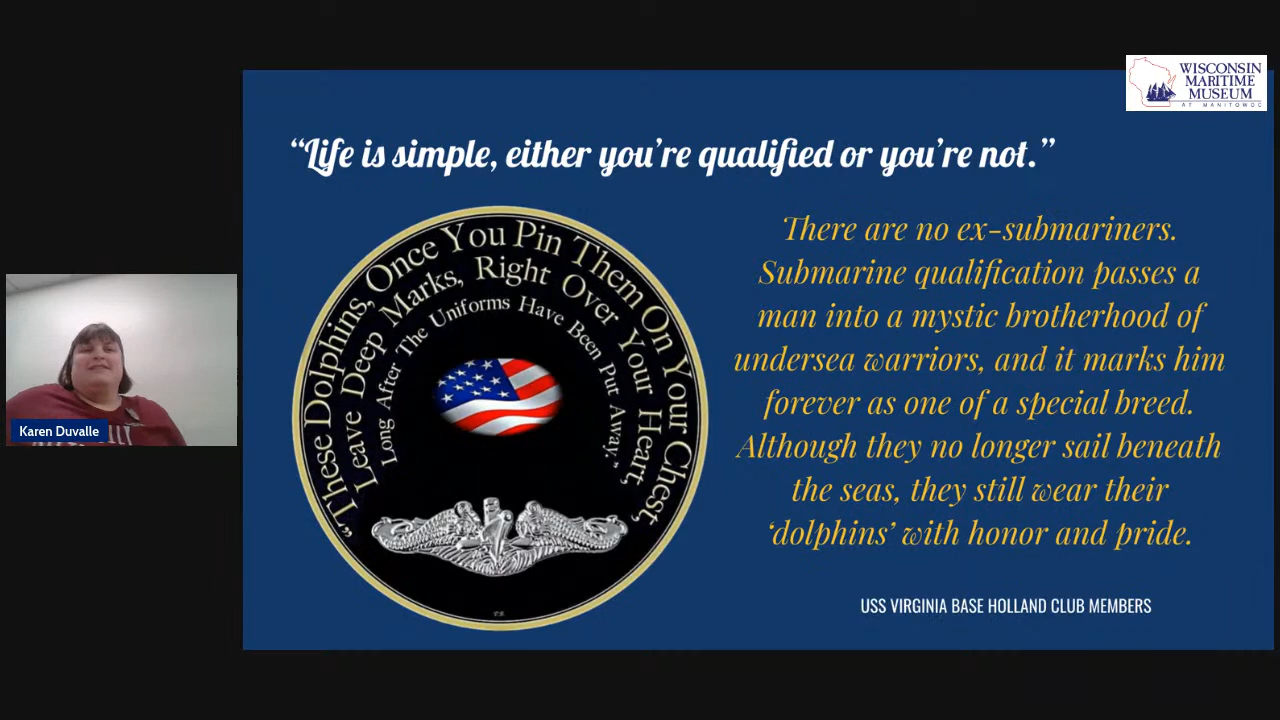 WISCONSIN
MARITIME
MUSEUM
AT MANITOWOC
“Life is simple, either you’re qualified or you’re not.”
“These Dolphins, Once You Pin Them On Your Chest,
Leave Deep Marks, Right Over Your Heart,
Long After The Uniforms Have Been Put Away.”
There are no ex-submariners.
Submarine qualification passes a
man into a mystic brotherhood of
undersea warriors, and it marks him
forever as one of a special breed.
Although they no longer sail beneath
the seas, they still wear their
‘dolphins’ with honor and pride.
USS VIRGINIA BASE HOLLAND CLUB MEMBERS
Karen Duvalle